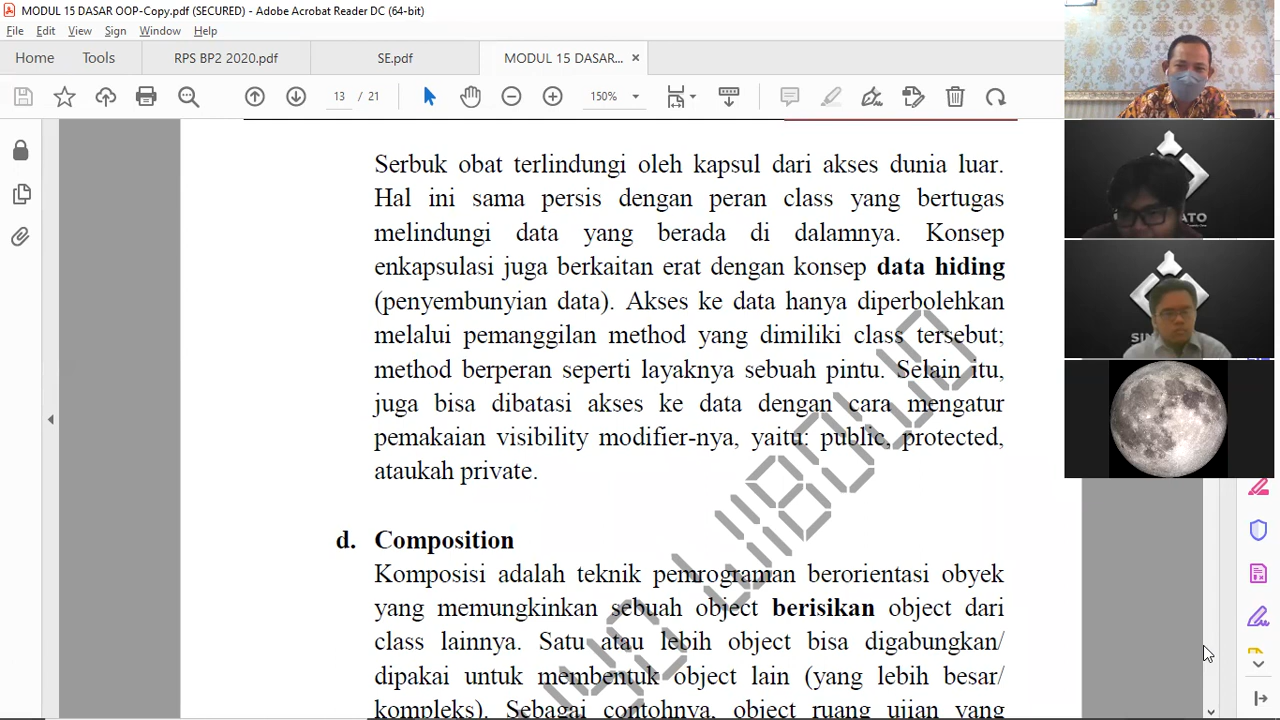 MODUL 15 DASAR OOP-Copy.pdf (SECURED) - Adobe Acrobat Reader DC (64-bit)
File Edit View Sign Window Help
Home Tools RPS BP2 2020.pdf SE.pdf MODUL 15 DASAR... ×
13 / 21 150%
Serbuk obat terlindungi oleh kapsul dari akses dunia luar.
Hal ini sama persis dengan peran class yang bertugas
melindungi data yang berada di dalamnya. Konsep
enkapsulasi juga berkaitan erat dengan konsep data hiding
(penyembunyian data). Akses ke data hanya diperbolehkan
melalui pemanggilan method yang dimiliki class tersebut;
method berperan seperti layaknya sebuah pintu. Selain itu,
juga bisa dibatasi akses ke data dengan cara mengatur
pemakaian visibility modifier-nya, yaitu: public, protected,
ataukah private.
d. Composition
Komposisi adalah teknik pemrograman berorientasi obyek
yang memungkinkan sebuah object berisikan object dari
class lainnya. Satu atau lebih object bisa digabungkan/
dipakai untuk membentuk object lain (yang lebih besar/
kompleks). Sebagai contohnya, object ruang ujian yang
WIBOWO